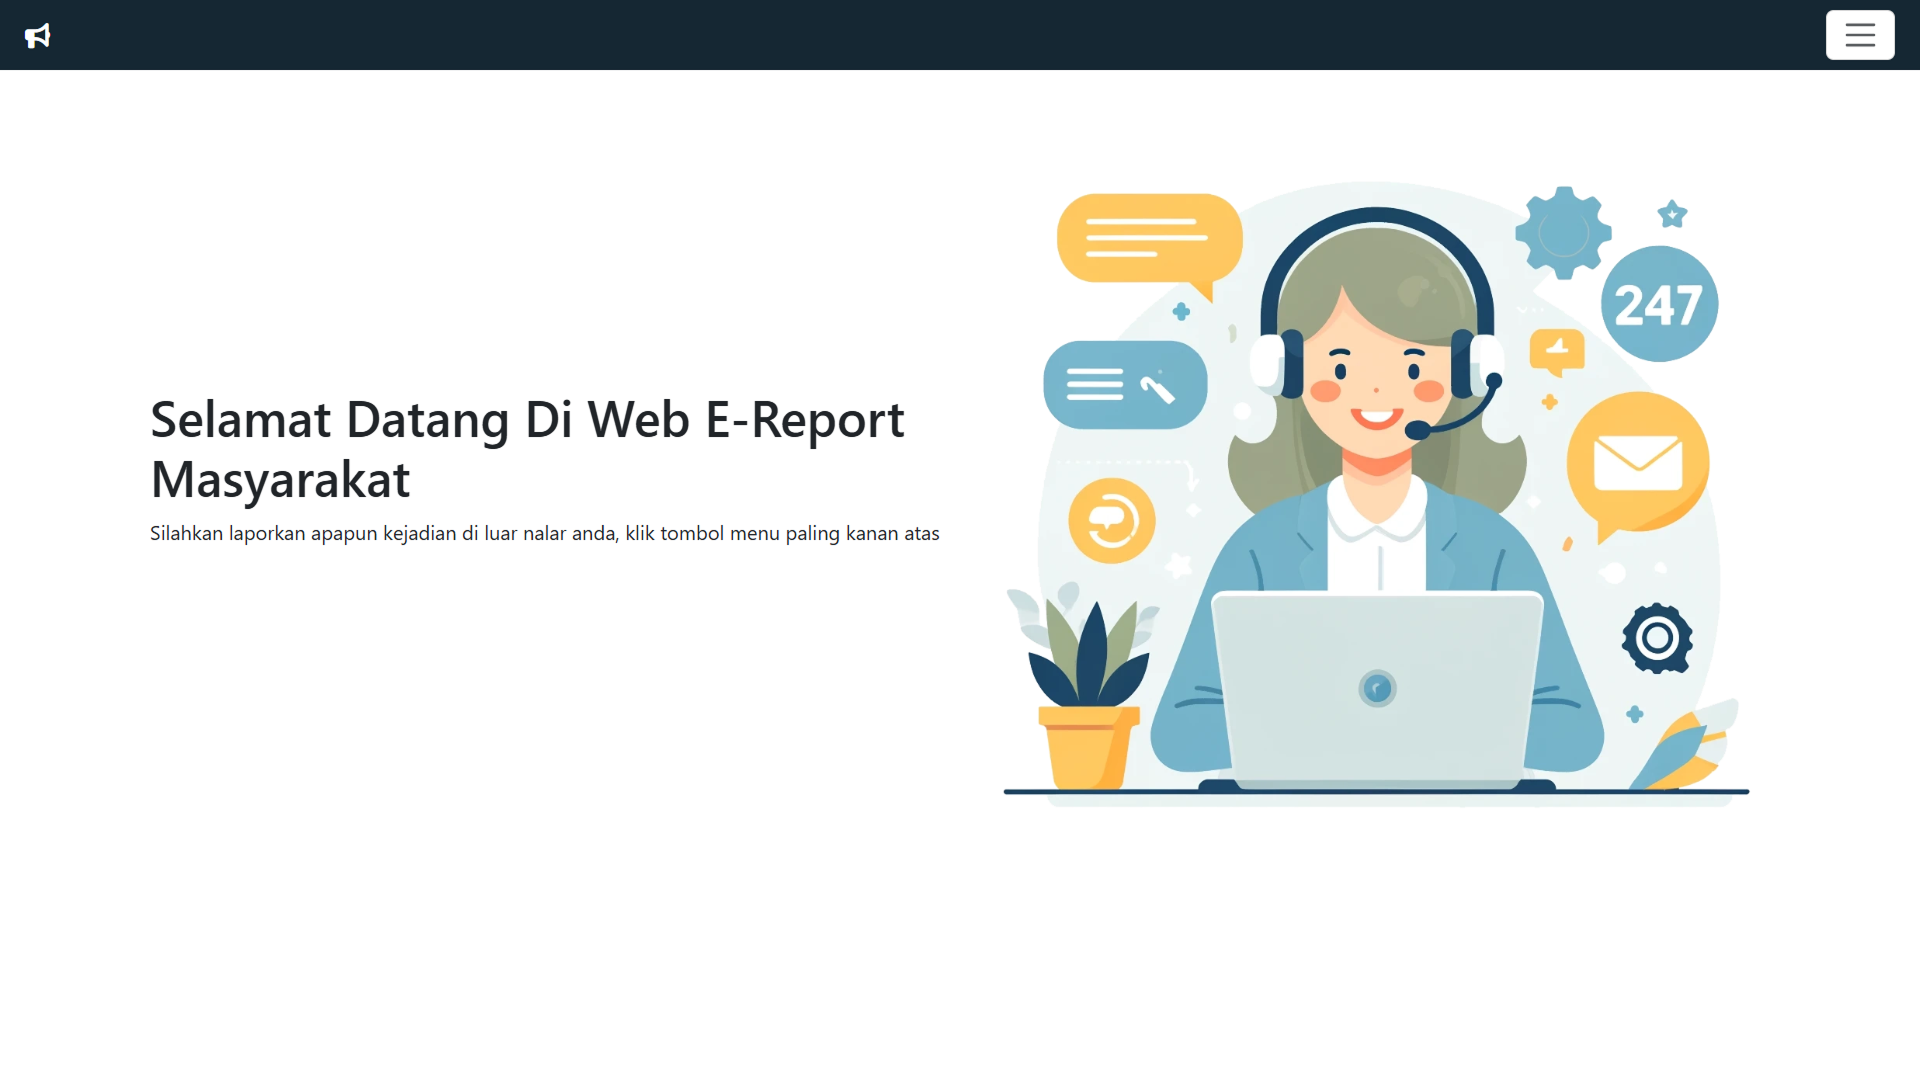 247
Selamat Datang Di Web E-Report
Masyarakat
Silahkan laporkan apapun kejadian di luar nalar anda, klik tombol menu paling kanan atas